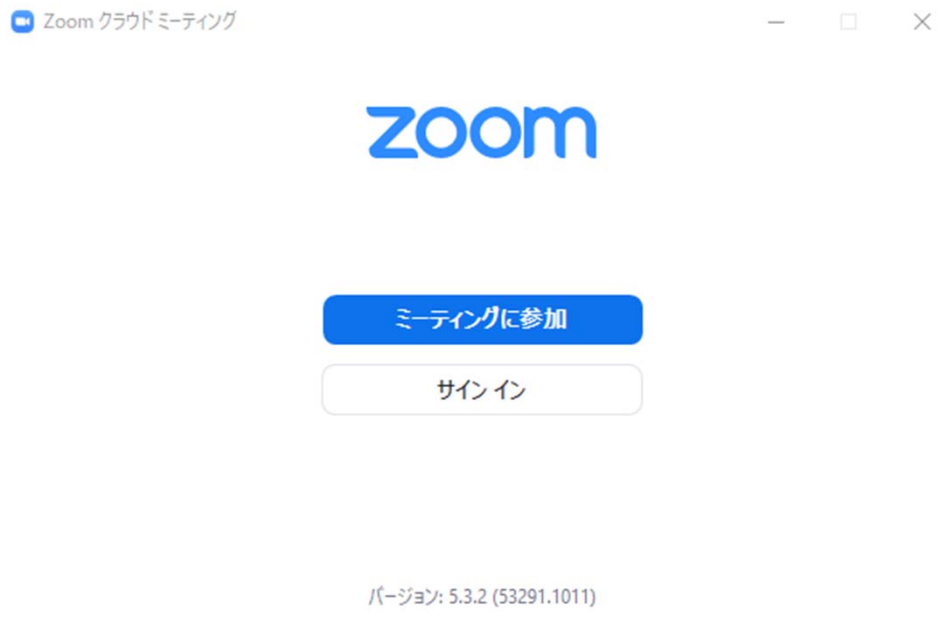 Zoom クラウド ミーティング
zoom
ミーティングに参加
サイン イン
バージョン: 5.3.2 (53291.1011)